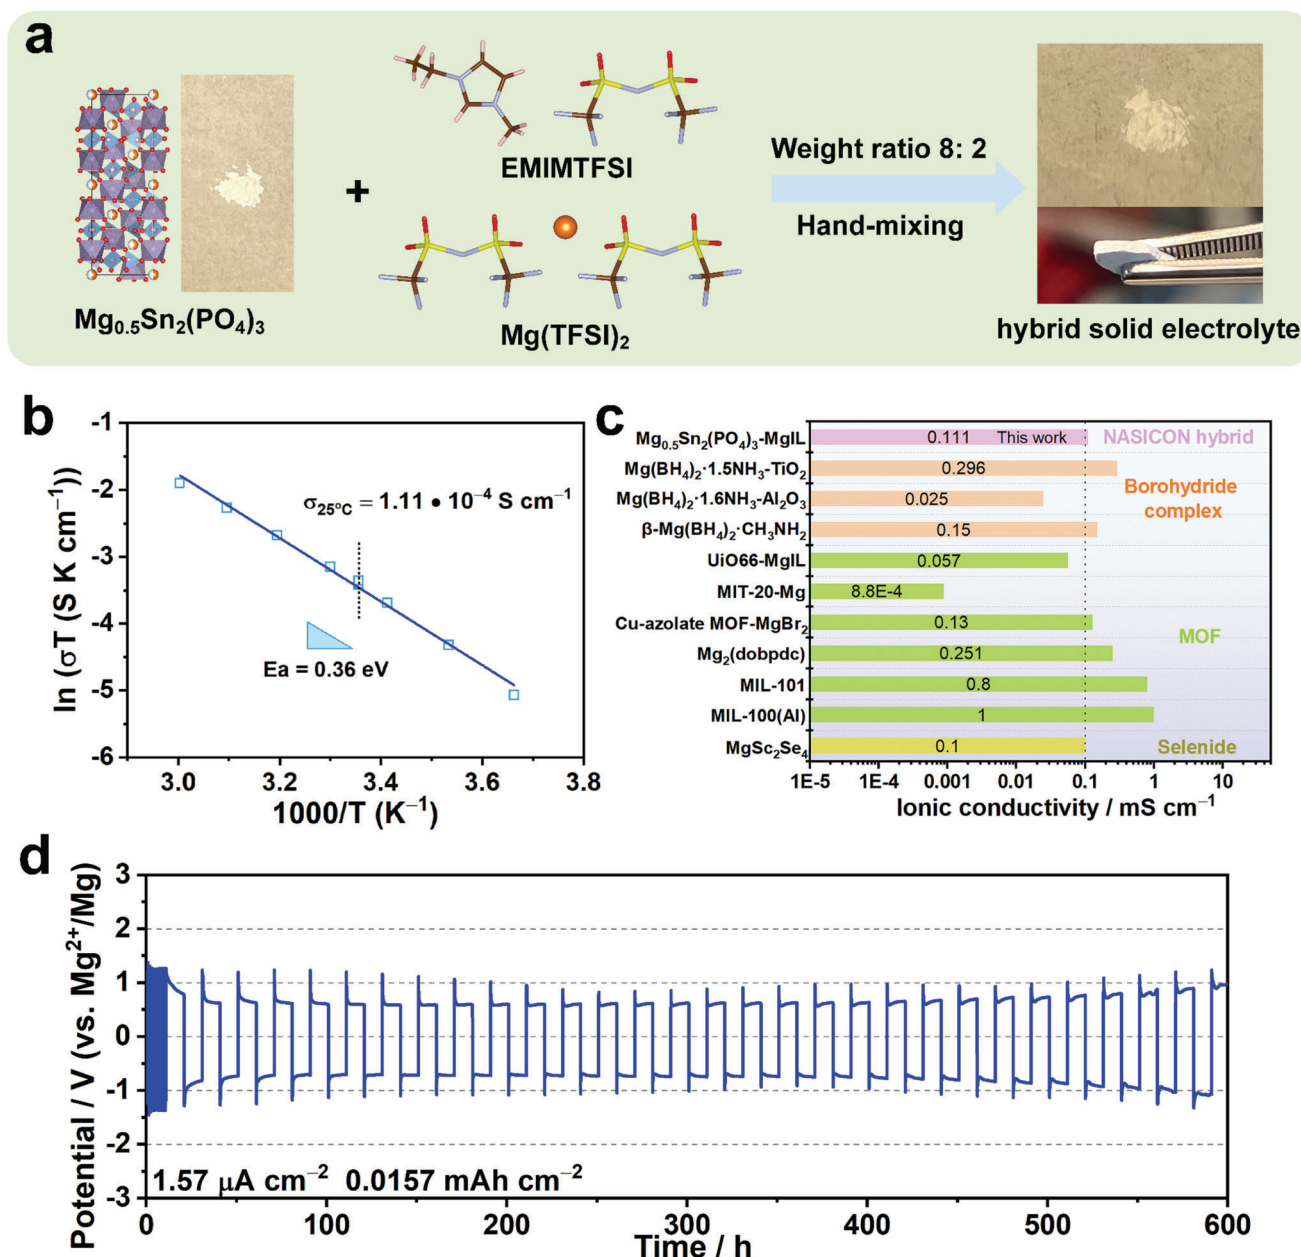 a
EMIMTFSI
+
Weight ratio 8: 2
Hand-mixing
Mg₀.₅Sn₂(PO₄)₃
Mg(TFSI)₂
hybrid solid electrolyte
b
ln (σT (S K cm⁻¹))
-1
-2
-3
-4
-5
-6
σ₂₅°C = 1.11 • 10⁻⁴ S cm⁻¹
Ea = 0.36 eV
3.0 3.2 3.4 3.6 3.8
1000/T (K⁻¹)
c
Mg₀.₅Sn₂(PO₄)₃-MgIL 0.111 This work NASICON hybrid
Mg(BH₄)₂·1.5NH₃-TiO₂ 0.296
Mg(BH₄)₂·1.6NH₃-Al₂O₃ 0.025
Borohydride
complex
β-Mg(BH₄)₂·CH₃NH₂ 0.15
UiO66-MgIL 0.057
MIT-20-Mg 8.8E-4
Cu-azolate MOF-MgBr₂ 0.13
MOF
Mg₂(dobpdc) 0.251
MIL-101 0.8
MIL-100(Al) 1
MgSc₂Se₄ 0.1 Selenide
1E-5 1E-4 0.001 0.01 0.1 1 10
Ionic conductivity / mS cm⁻¹
d
Potential / V (vs. Mg²⁺/Mg)
3
2
1
0
-1
-2
-3
1.57 μA cm⁻² 0.0157 mAh cm⁻²
0 100 200 300 400 500 600
Time / h